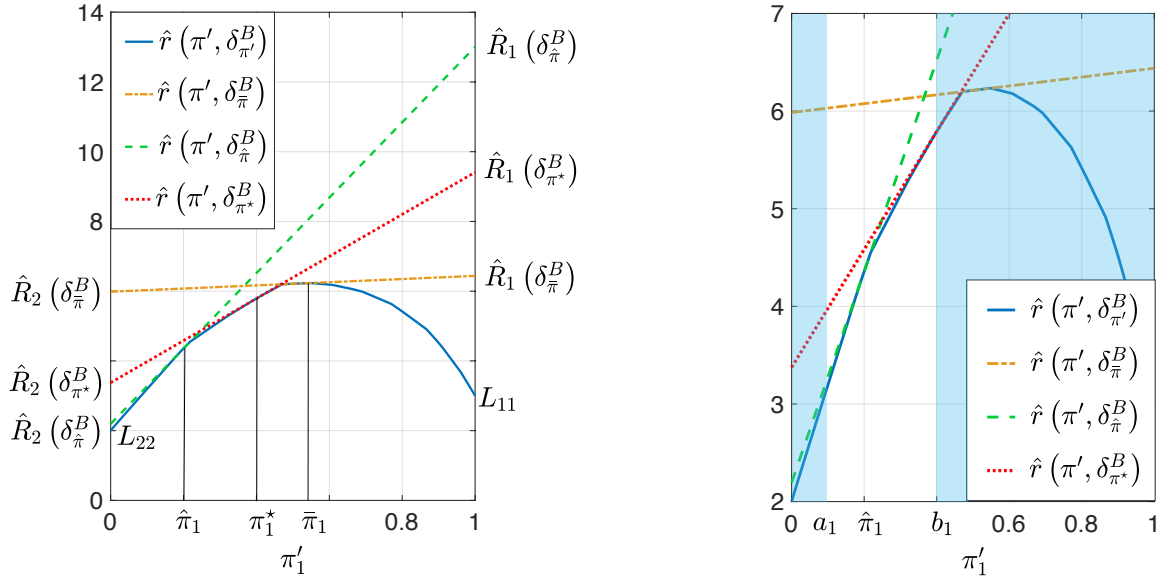 14
12
10
8
6
0
r̂ (π′, δ^B_{π′})
r̂ (π′, δ^B_{π̄})
r̂ (π′, δ^B_{π̂})
r̂ (π′, δ^B_{π⋆})
R̂₁ (δ^B_{π̂})
R̂₁ (δ^B_{π⋆})
R̂₁ (δ^B_{π̄})
R̂₂ (δ^B_{π̄})
R̂₂ (δ^B_{π⋆})
R̂₂ (δ^B_{π̂})
L₂₂
L₁₁
0 π̂₁ π₁⋆ π̄₁ 0.8 1
π′₁
7
6
5
4
3
2
r̂ (π′, δ^B_{π′})
r̂ (π′, δ^B_{π̄})
r̂ (π′, δ^B_{π̂})
r̂ (π′, δ^B_{π⋆})
0 a₁ π̂₁ b₁ 0.6 0.8 1
π′₁